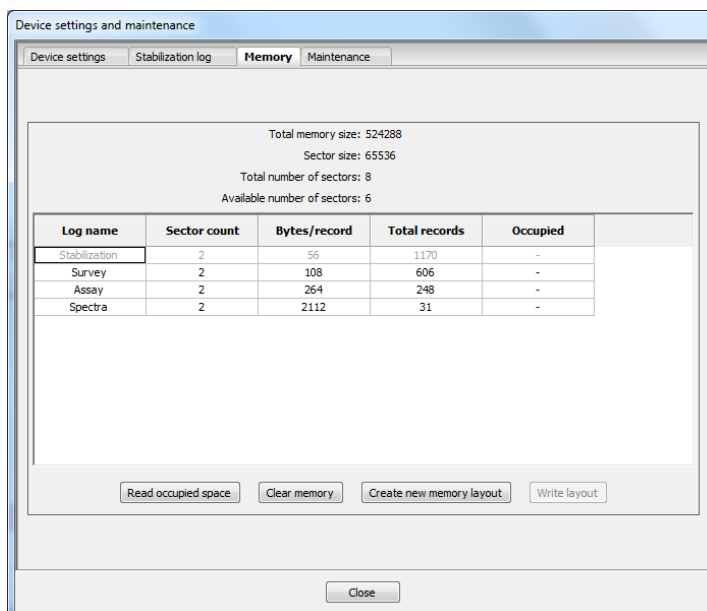 Device settings and maintenance
Device settings Stabilization log Memory Maintenance
Total memory size: 524288
Sector size: 65536
Total number of sectors: 8
Available number of sectors: 6
Log name Sector count Bytes/record Total records Occupied
Stabilization 2 56 1170 -
Survey 2 108 606 -
Assay 2 264 248 -
Spectra 2 2112 31 -
Read occupied space Clear memory Create new memory layout Write layout
Close